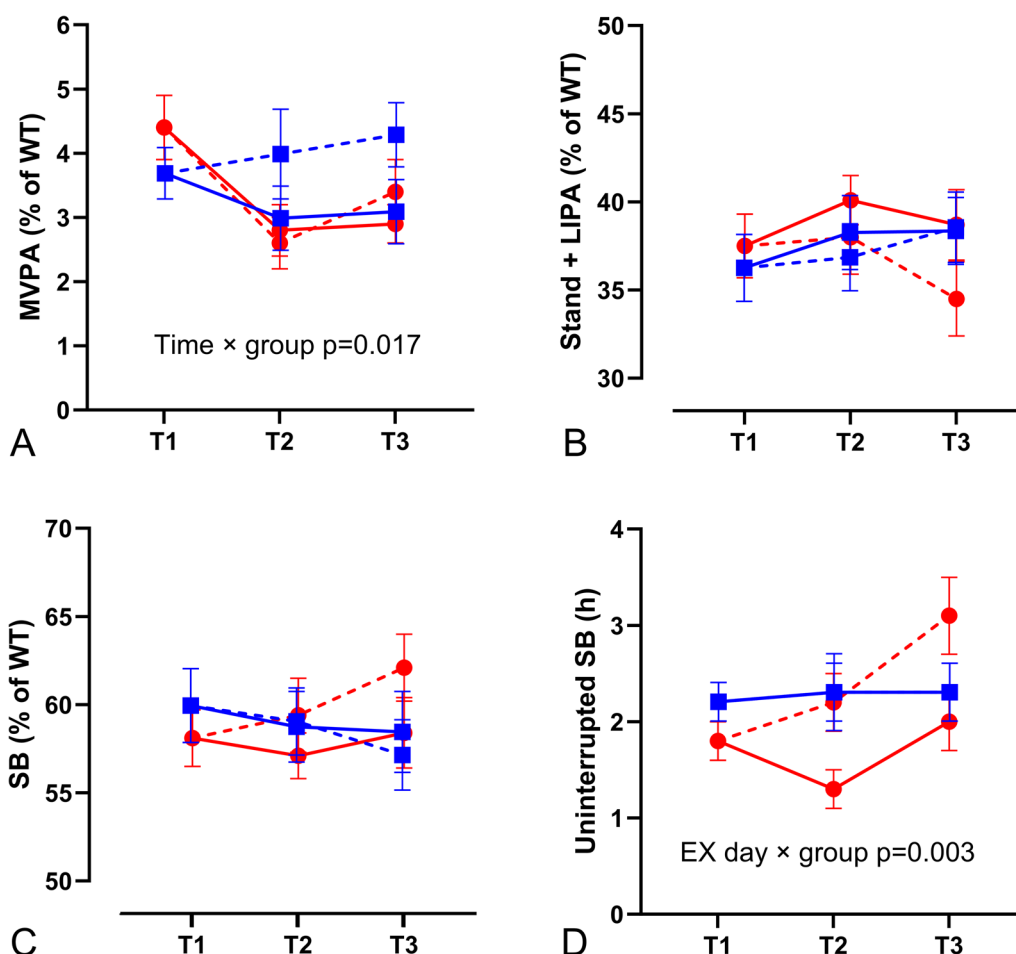 MVPA (% of WT)
6
5
4
3
2
1
0
Time × group p=0.017
T1 T2 T3
A
Stand + LIPA (% of WT)
50
45
40
35
30
T1 T2 T3
B
SB (% of WT)
70
65
60
55
50
T1 T2 T3
C
Uninterrupted SB (h)
4
3
2
1
0
EX day × group p=0.003
T1 T2 T3
D